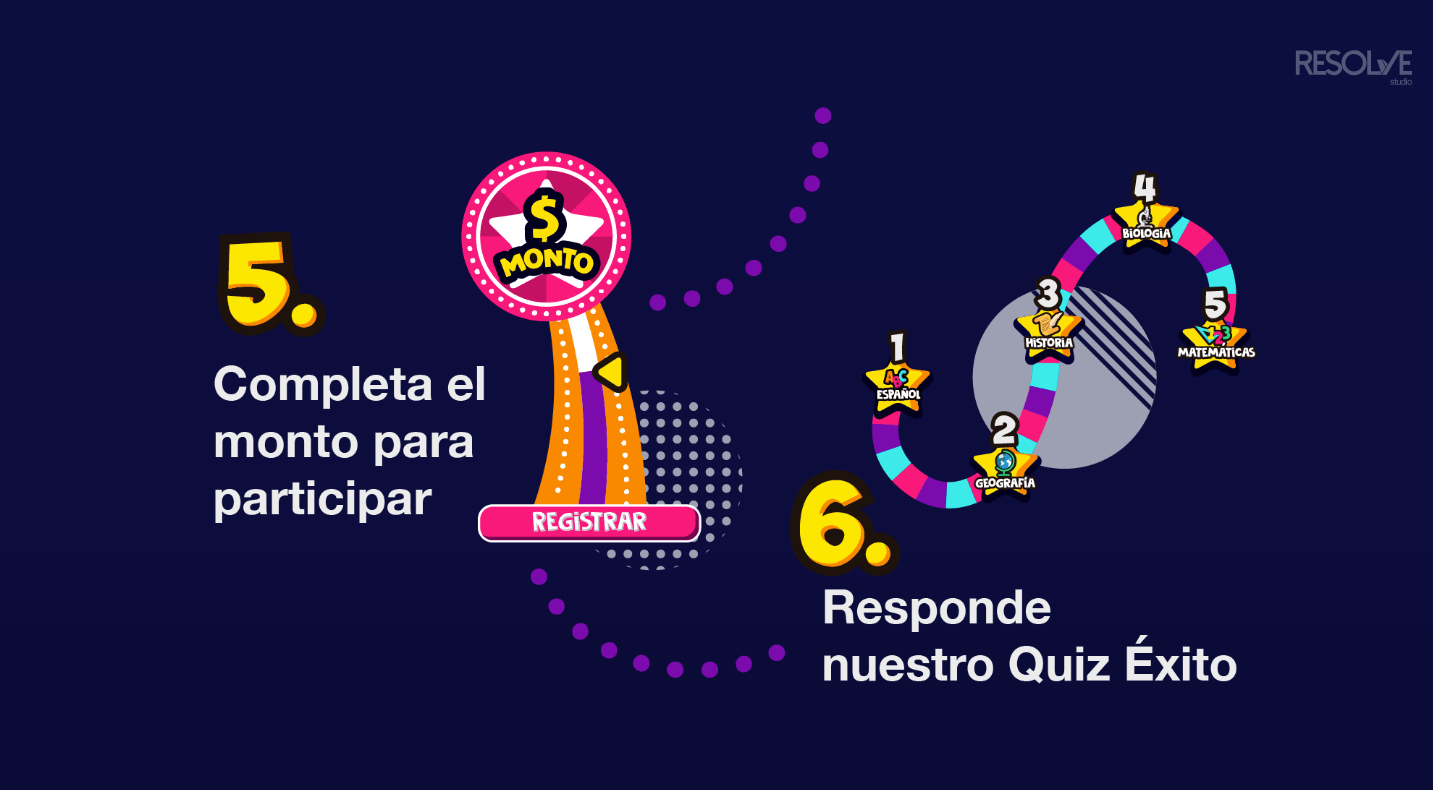 RESOLVE
studio
5.
$
MONTO
Completa el
monto para
participar
REGiSTRAR
1
ABC
ESPAÑOL
2
GEOGRAFÍA
3
HiSTORiA
4
BiOLOGÍA
5
123
MATEMÁTiCAS
6.
Responde
nuestro Quiz Éxito